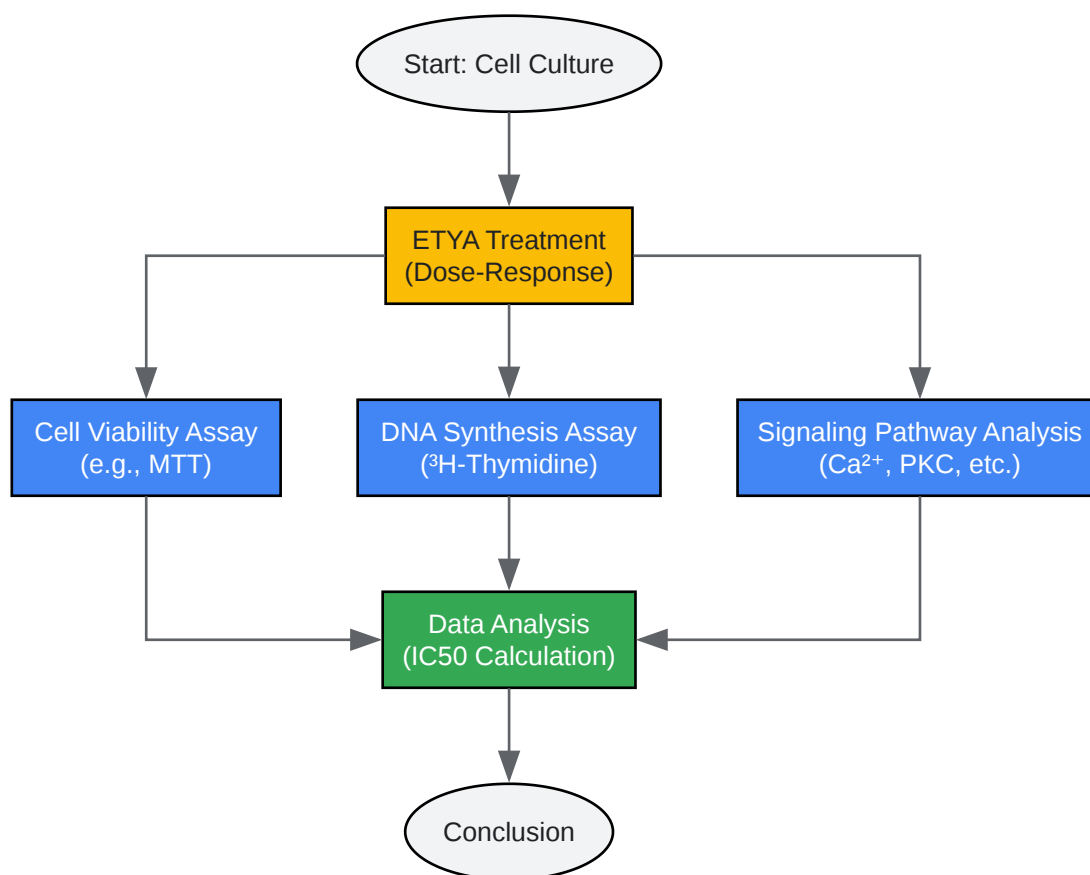 Start: Cell Culture
ETYA Treatment
(Dose-Response)
Cell Viability Assay
(e.g., MTT)
DNA Synthesis Assay
(³H-Thymidine)
Signaling Pathway Analysis
(Ca²⁺, PKC, etc.)
Data Analysis
(IC50 Calculation)
Conclusion